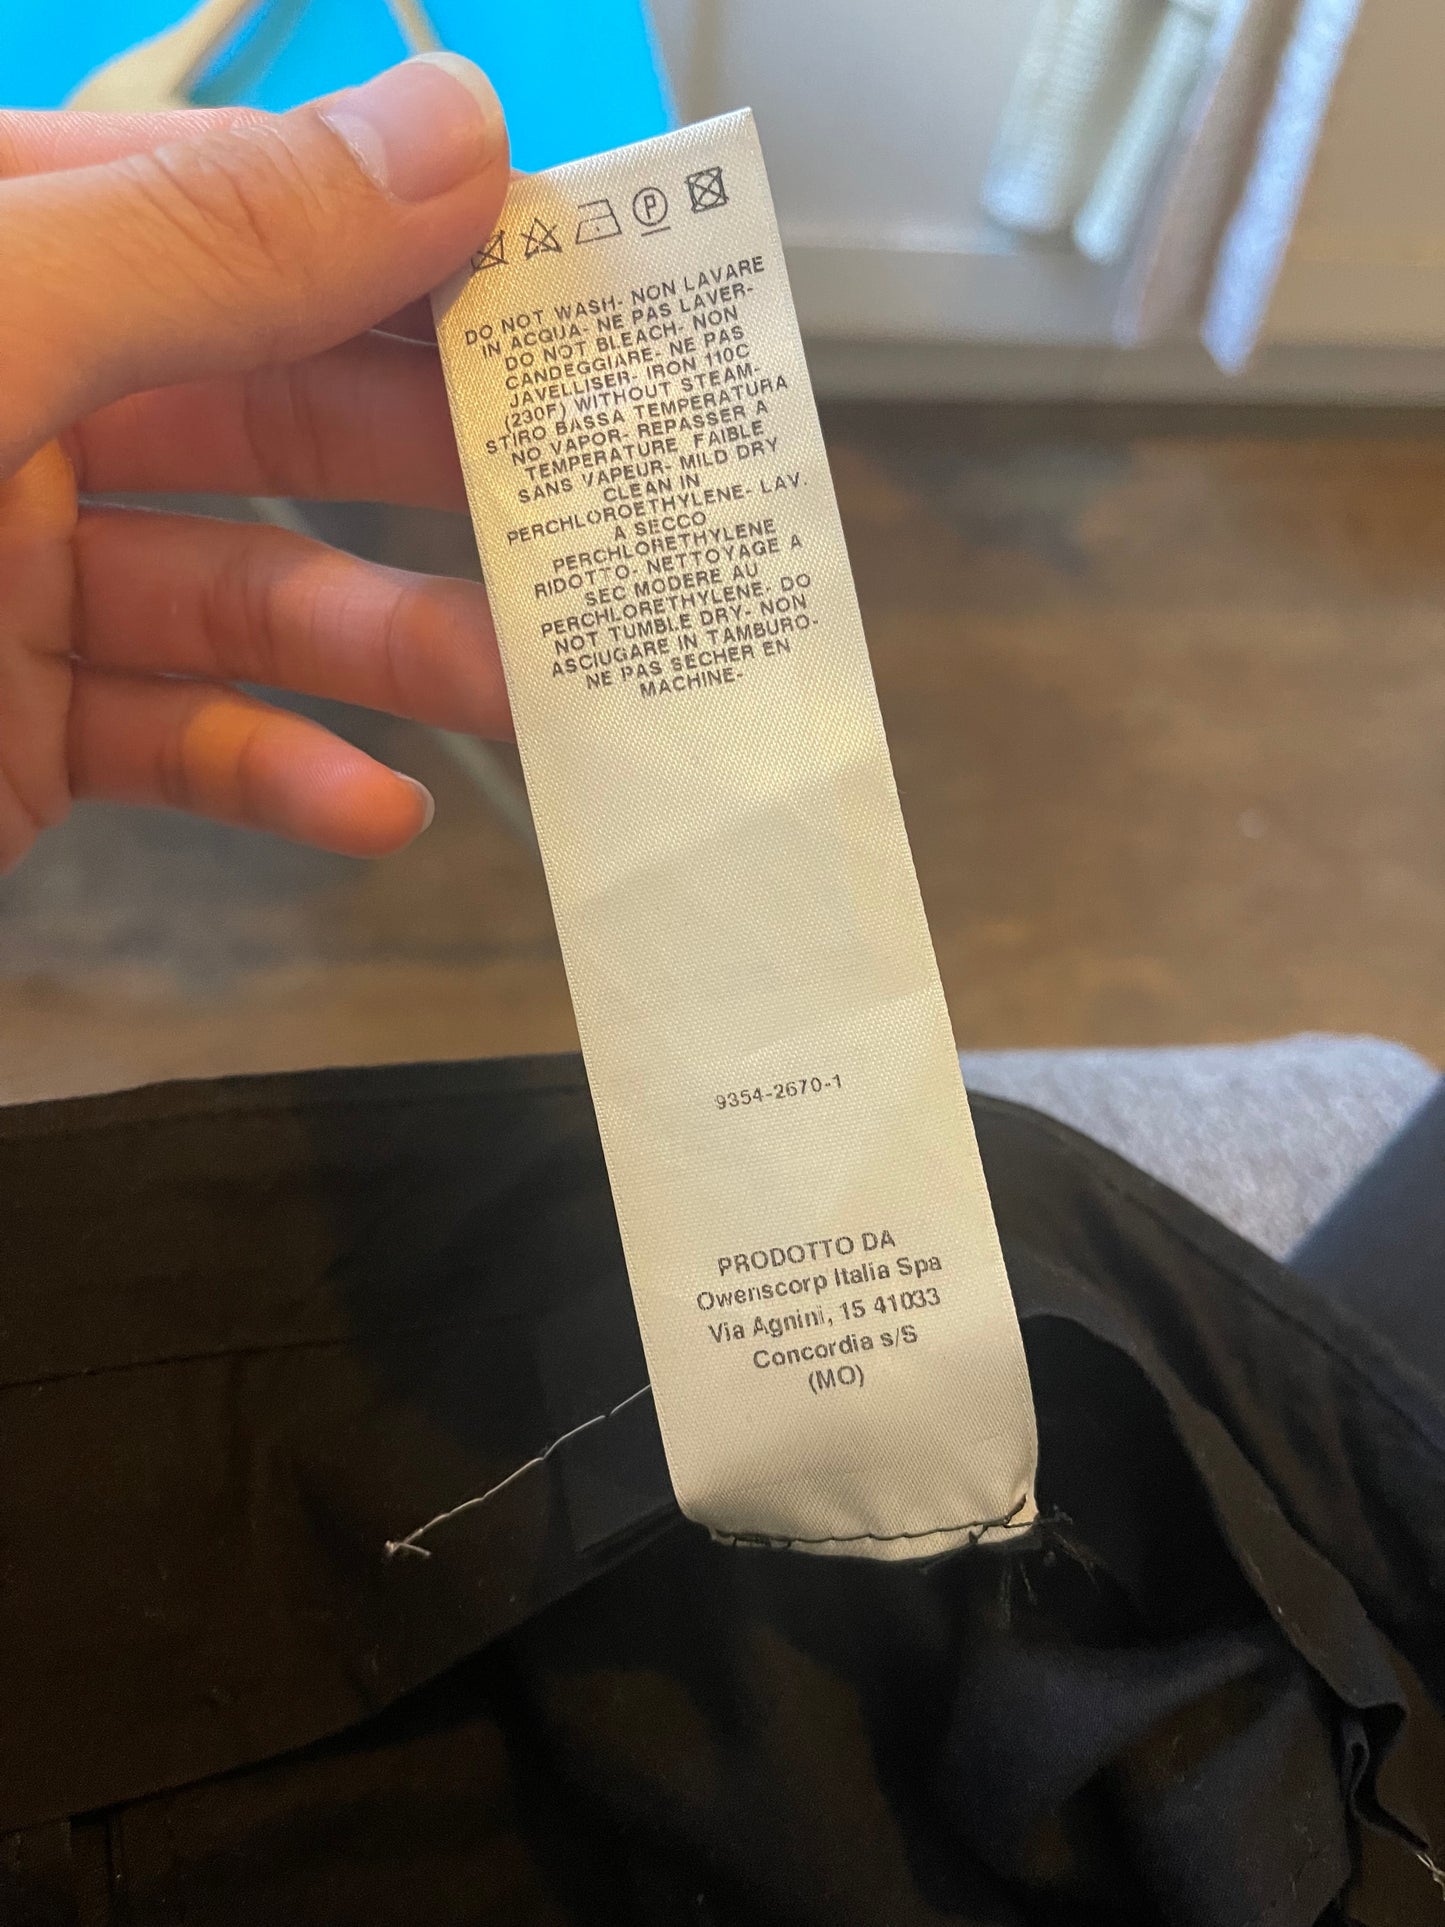 P
DO NOT WASH- NON LAVARE
IN ACQUA- NE PAS LAVER-
DO NOT BLEACH- NON
CANDEGGIARE- NE PAS
JAVELLISER- IRON 110C
(230F) WITHOUT STEAM-
STIRO BASSA TEMPERATURA
NO VAPOR- REPASSER A
TEMPERATURE FAIBLE
SANS VAPEUR- MILD DRY
CLEAN IN
PERCHLOROETHYLENE- LAV.
A SECCO
PERCHLORETHYLENE
RIDOTTO- NETTOYAGE A
SEC MODERE AU
PERCHLORETHYLENE. DO
NOT TUMBLE DRY- NON
ASCIUGARE IN TAMBURO-
NE PAS SECHER EN
MACHINE-
9354-2670-1
PRODOTTO DA
Owenscorp Italia Spa
Via Agnini, 15 41033
Concordia s/S
(MO)